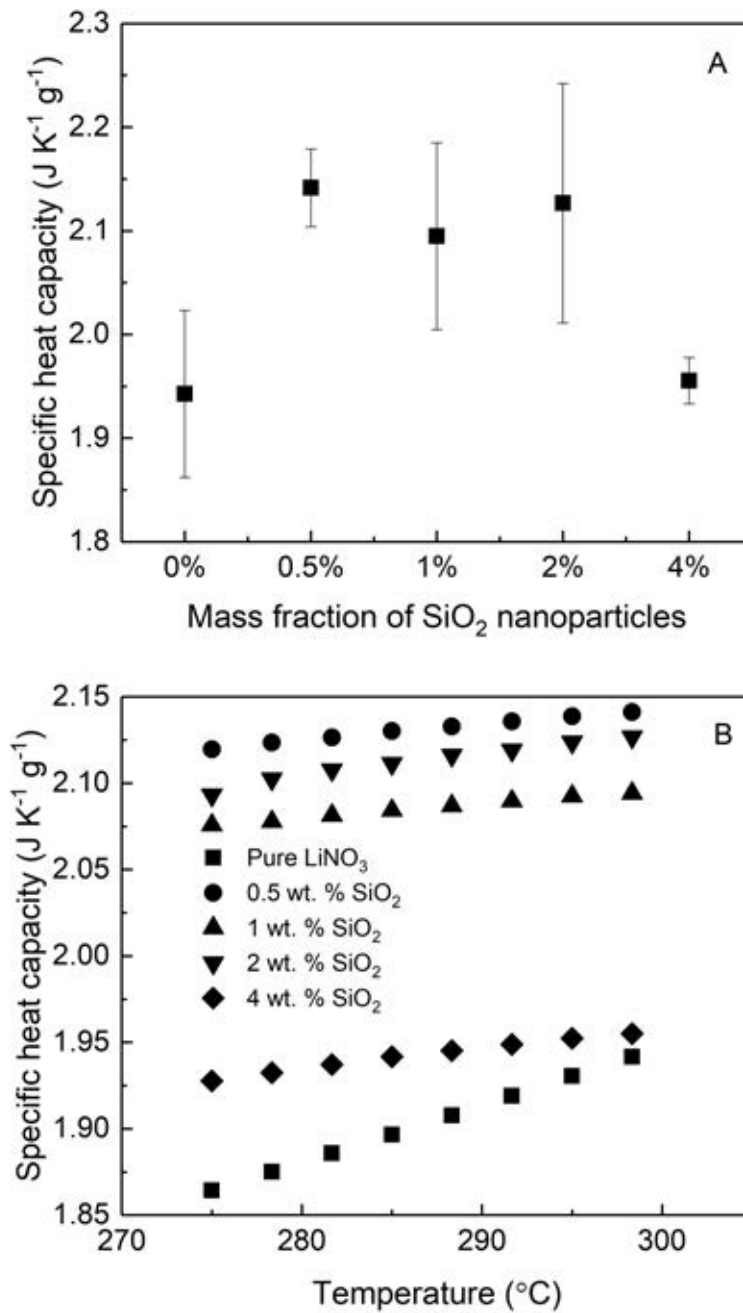 A
Specific heat capacity (J K⁻¹ g⁻¹)
2.3
2.2
2.1
2.0
1.9
1.8
0% 0.5% 1% 2% 4%
Mass fraction of SiO₂ nanoparticles
B
Specific heat capacity (J K⁻¹ g⁻¹)
2.15
2.10
2.05
2.00
1.95
1.90
1.85
Pure LiNO₃
0.5 wt. % SiO₂
1 wt. % SiO₂
2 wt. % SiO₂
4 wt. % SiO₂
270 280 290 300
Temperature (°C)